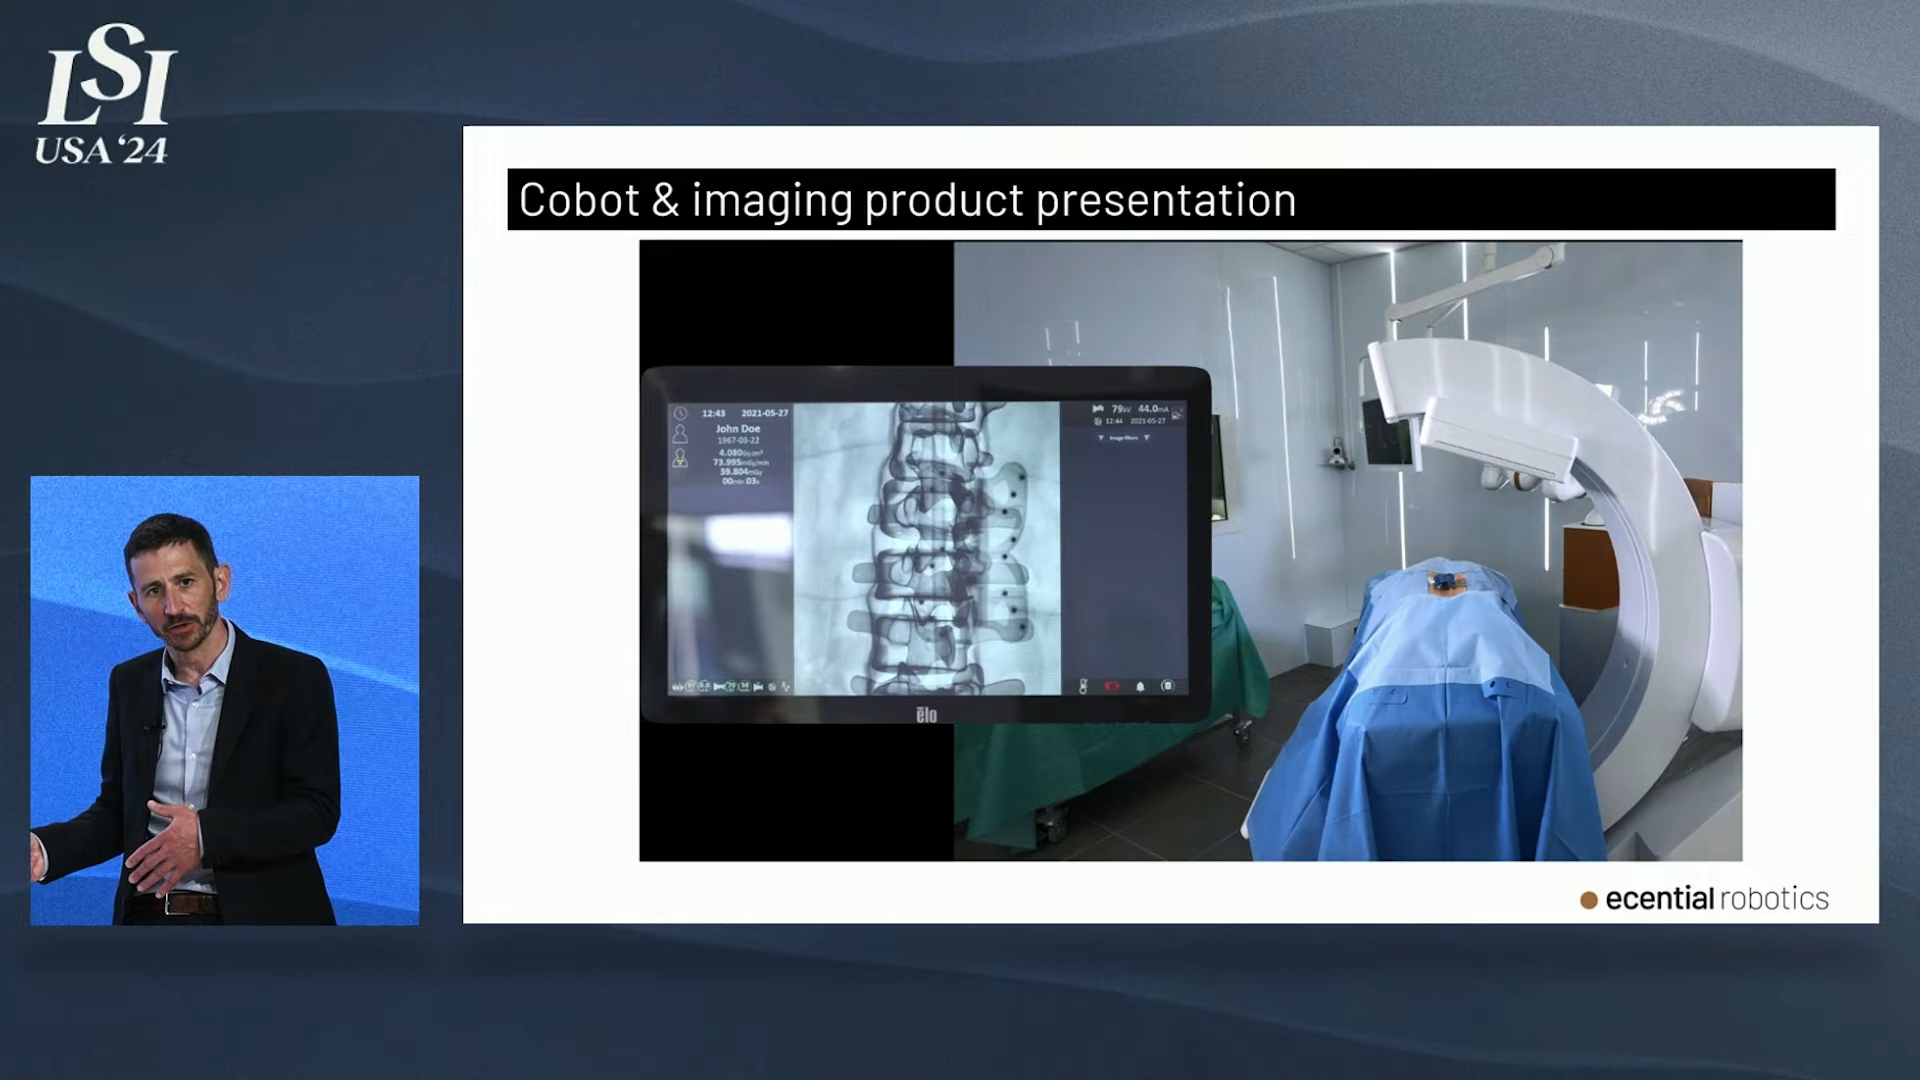 LSI
USA '24
Cobot & imaging product presentation
12:43 2021-05-27
John Doe
1967-03-22
4.080Gy.cm²
73.995mGy/min
39.804mGy
00min 03s
79kV 44.0mA
12:44 2021-05-27
Image filters
elo
ecential robotics